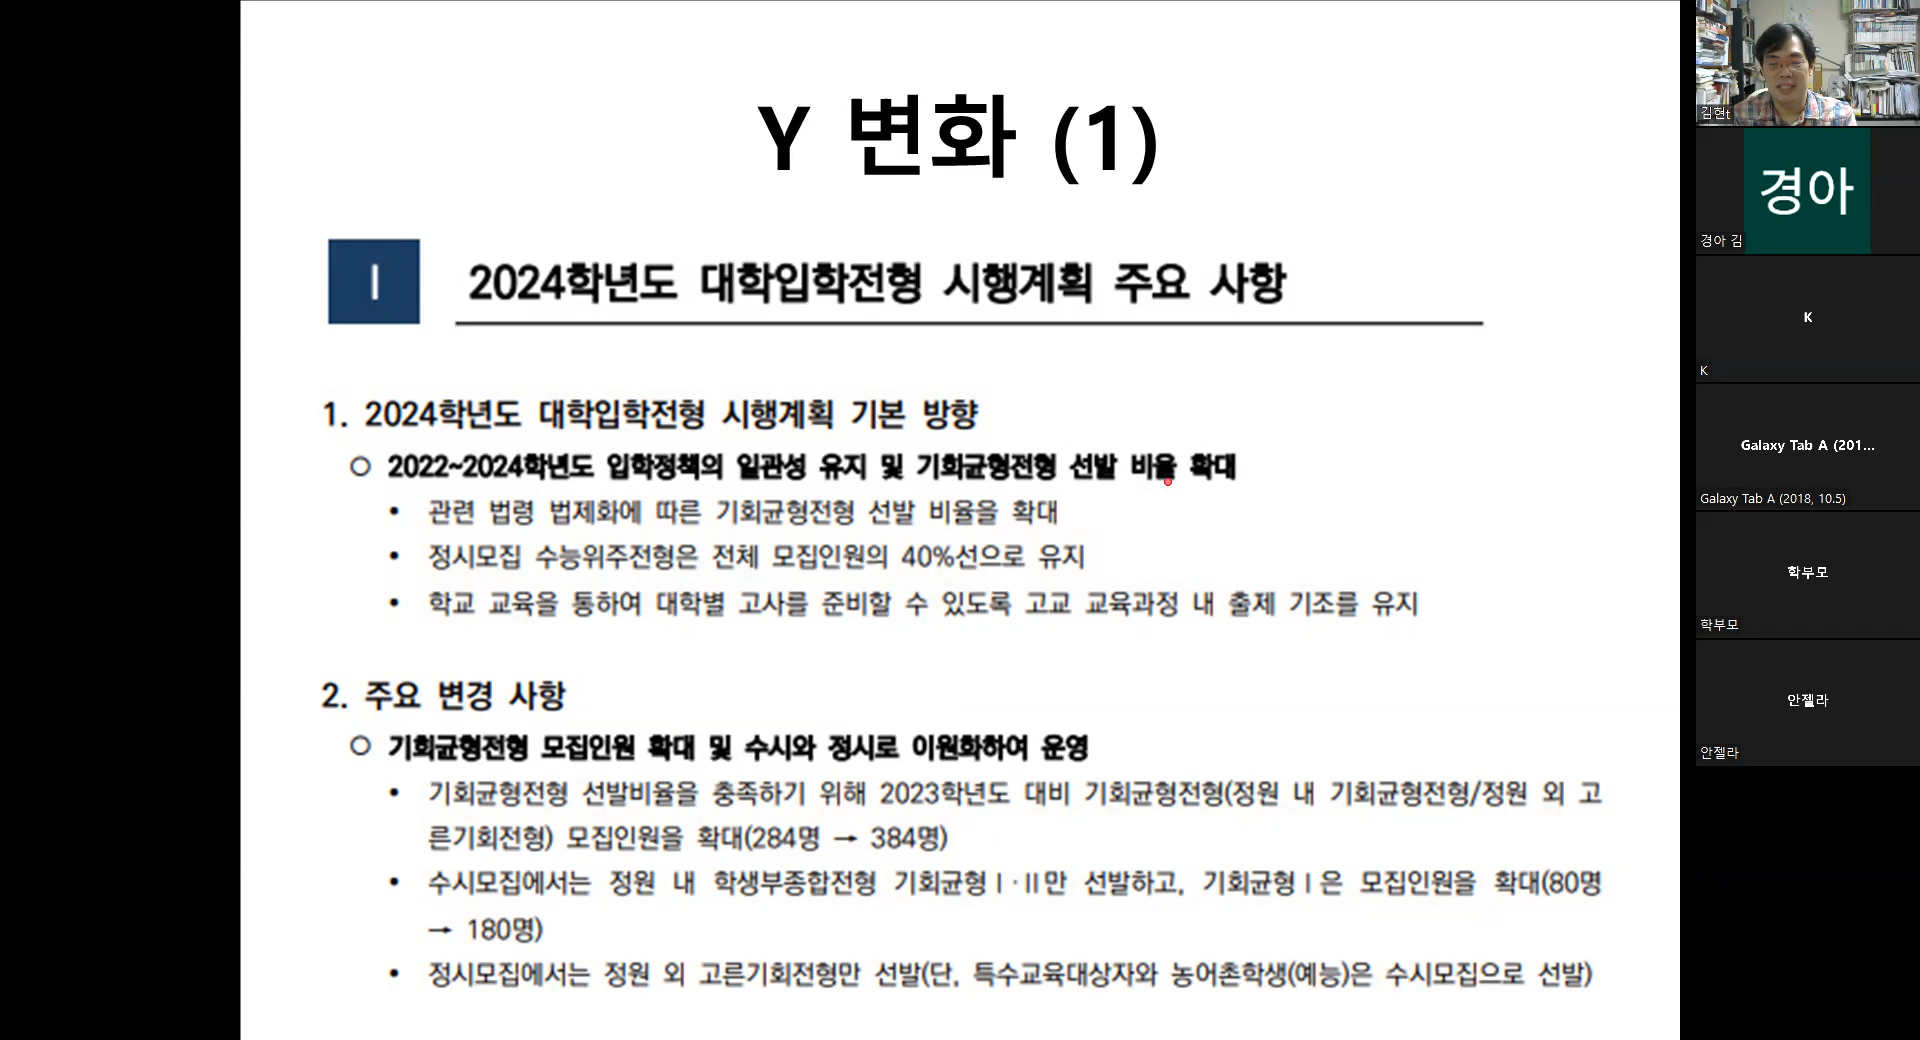 Y 변화 (1)
I
2024학년도 대학입학전형 시행계획 주요 사항
1. 2024학년도 대학입학전형 시행계획 기본 방향
○ 2022~2024학년도 입학정책의 일관성 유지 및 기회균형전형 선발 비율 확대
• 관련 법령 법제화에 따른 기회균형전형 선발 비율을 확대
• 정시모집 수능위주전형은 전체 모집인원의 40%선으로 유지
• 학교 교육을 통하여 대학별 고사를 준비할 수 있도록 고교 교육과정 내 출제 기조를 유지
2. 주요 변경 사항
○ 기회균형전형 모집인원 확대 및 수시와 정시로 이원화하여 운영
• 기회균형전형 선발비율을 충족하기 위해 2023학년도 대비 기회균형전형(정원 내 기회균형전형/정원 외 고
른기회전형) 모집인원을 확대(284명 → 384명)
• 수시모집에서는 정원 내 학생부종합전형 기회균형Ⅰ·Ⅱ만 선발하고, 기회균형Ⅰ은 모집인원을 확대(80명
→ 180명)
• 정시모집에서는 정원 외 고른기회전형만 선발(단, 특수교육대상자와 농어촌학생(예능)은 수시모집으로 선발)
김현t
경아
경아 김
K
K
Galaxy Tab A (201...
Galaxy Tab A (2018, 10.5)
학부모
학부모
안젤라
안젤라